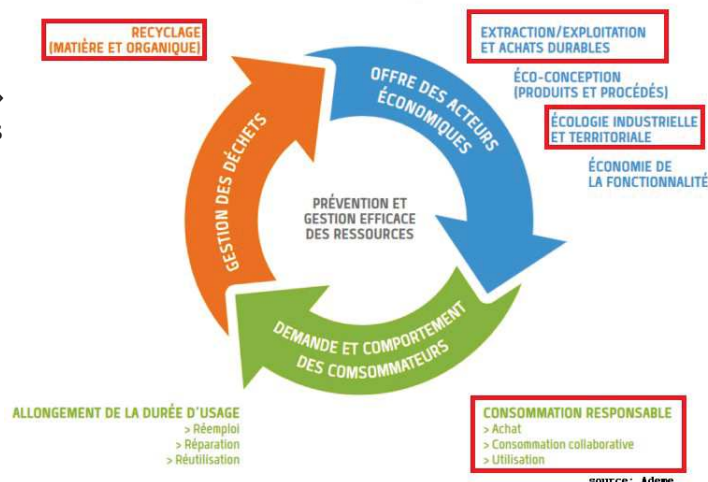 RECYCLAGE
(MATIÈRE ET ORGANIQUE)
EXTRACTION/EXPLOITATION
ET ACHATS DURABLES
ÉCO-CONCEPTION
(PRODUITS ET PROCÉDÉS)
ÉCOLOGIE INDUSTRIELLE
ET TERRITORIALE
ÉCONOMIE DE
LA FONCTIONNALITÉ
OFFRE DES ACTEURS
ÉCONOMIQUES
GESTION DES DÉCHETS
PRÉVENTION ET
GESTION EFFICACE
DES RESSOURCES
DEMANDE ET COMPORTEMENT
DES COMSOMMATEURS
ALLONGEMENT DE LA DURÉE D'USAGE
> Réemploi
> Réparation
> Réutilisation
CONSOMMATION RESPONSABLE
> Achat
> Consommation collaborative
> Utilisation
source: Ademe